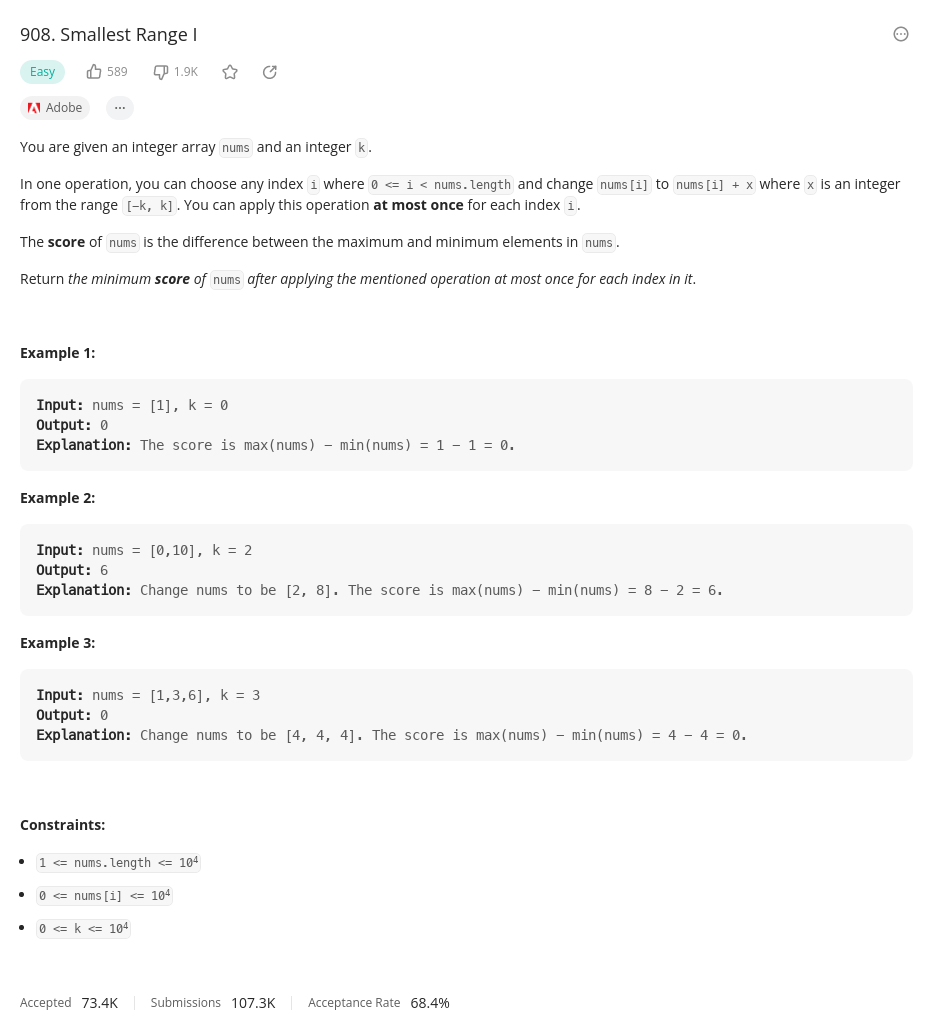 908. Smallest Range I
Easy 589 1.9K
Adobe ...
You are given an integer array nums and an integer k.
In one operation, you can choose any index i where 0 <= i < nums.length and change nums[i] to nums[i] + x where x is an integer
from the range [-k, k]. You can apply this operation at most once for each index i.
The score of nums is the difference between the maximum and minimum elements in nums.
Return the minimum score of nums after applying the mentioned operation at most once for each index in it.
Example 1:
Input: nums = [1], k = 0
Output: 0
Explanation: The score is max(nums) - min(nums) = 1 - 1 = 0.
Example 2:
Input: nums = [0,10], k = 2
Output: 6
Explanation: Change nums to be [2, 8]. The score is max(nums) - min(nums) = 8 - 2 = 6.
Example 3:
Input: nums = [1,3,6], k = 3
Output: 0
Explanation: Change nums to be [4, 4, 4]. The score is max(nums) - min(nums) = 4 - 4 = 0.
Constraints:
1 <= nums.length <= 10⁴
0 <= nums[i] <= 10⁴
0 <= k <= 10⁴
Accepted 73.4K Submissions 107.3K Acceptance Rate 68.4%